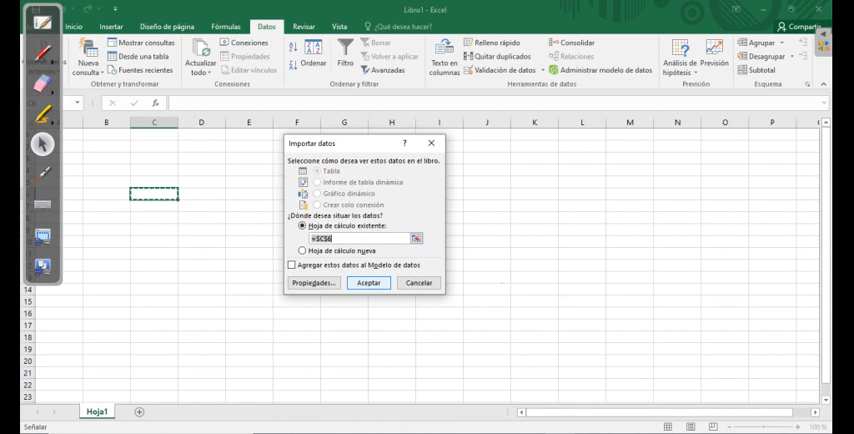 Libro1 - Excel
Inicio Insertar Diseño de página Fórmulas Datos Revisar Vista ¿Qué desea hacer? Compartir
Nueva consulta
Mostrar consultas
Desde una tabla
Fuentes recientes
Obtener y transformar
Actualizar todo
Conexiones
Propiedades
Editar vínculos
Conexiones
Ordenar
Filtro
Borrar
Volver a aplicar
Avanzadas
Ordenar y filtrar
Texto en columnas
Relleno rápido
Quitar duplicados
Validación de datos
Consolidar
Relaciones
Administrar modelo de datos
Herramientas de datos
Análisis de hipótesis
Previsión
Previsión
Agrupar
Desagrupar
Subtotal
Esquema
fx
B C D E F G H I J K L M N O P
Importar datos ? ×
Seleccione cómo desea ver estos datos en el libro.
Tabla
Informe de tabla dinámica
Gráfico dinámico
Crear solo conexión
¿Dónde desea situar los datos?
Hoja de cálculo existente:
=$C$6
Hoja de cálculo nueva
Agregar estos datos al Modelo de datos
Propiedades... Aceptar Cancelar
14
15
16
17
18
19
20
21
22
23
Hoja1
Señalar
100 %